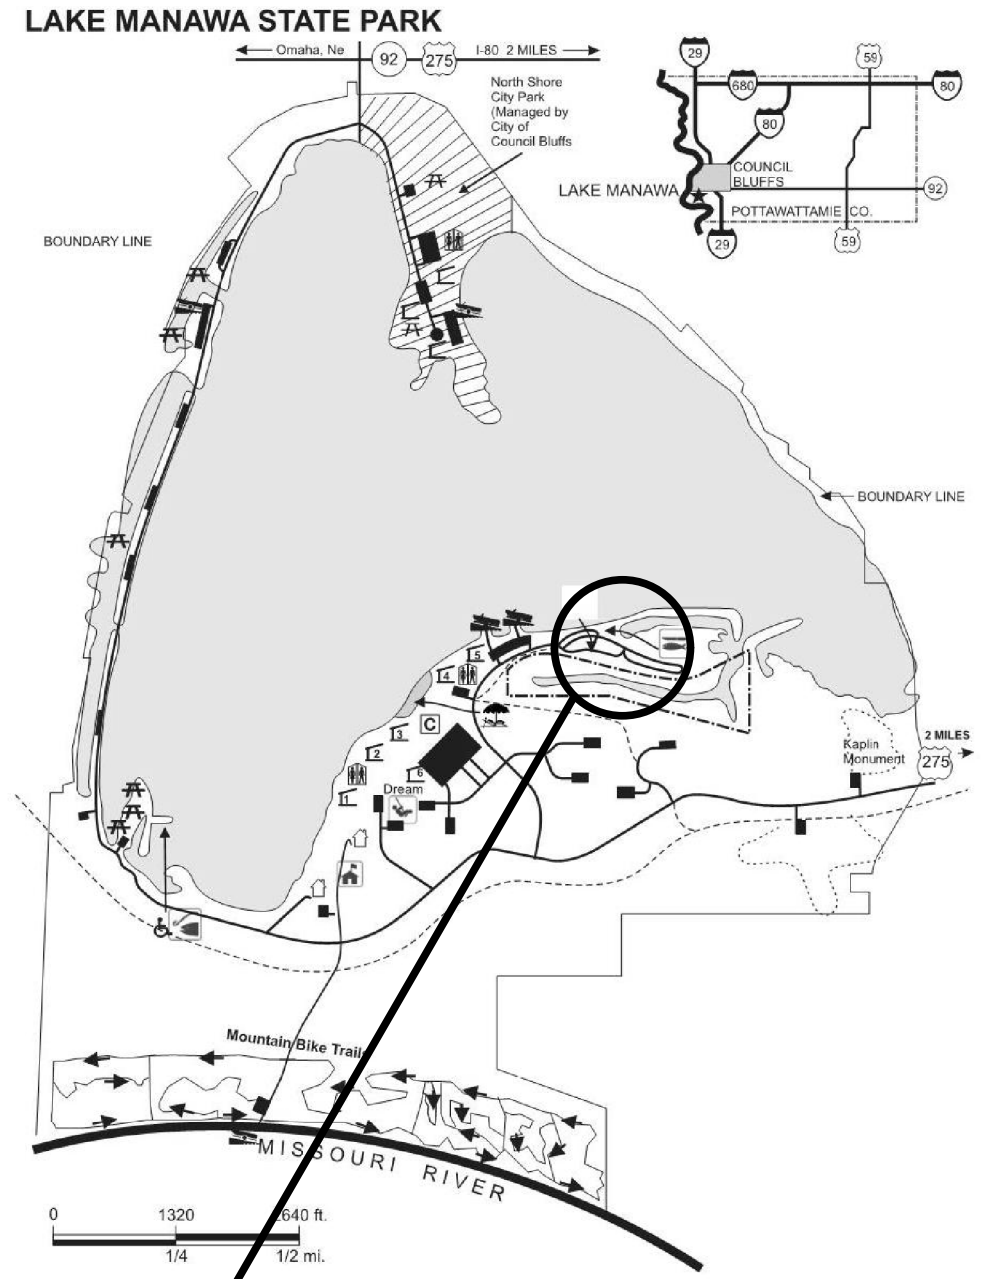 LAKE MANAWA STATE PARK
Omaha, Ne
92
275
I-80 2 MILES
North Shore
City Park
(Managed by
City of
Council Bluffs
29
680
59
80
80
COUNCIL
BLUFFS
LAKE MANAWA
92
POTTAWATTAMIE CO.
29
59
BOUNDARY LINE
BOUNDARY LINE
5
4
C
3
2
6
1
Dream
Kaplin
Monument
2 MILES
275
Mountain Bike Trails
MISSOURI RIVER
0
1320
2640 ft.
1/4
1/2 mi.